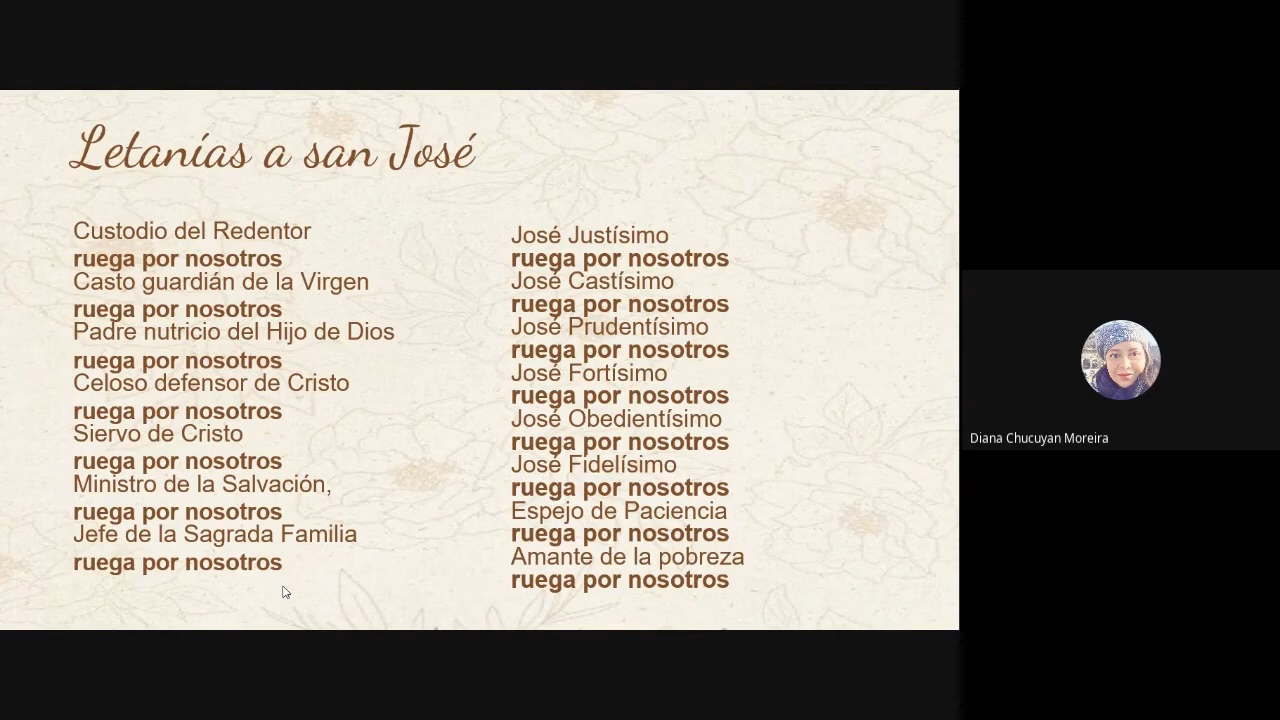 Letanías a san José
Custodio del Redentor
ruega por nosotros
Casto guardián de la Virgen
ruega por nosotros
Padre nutricio del Hijo de Dios
ruega por nosotros
Celoso defensor de Cristo
ruega por nosotros
Siervo de Cristo
ruega por nosotros
Ministro de la Salvación,
ruega por nosotros
Jefe de la Sagrada Familia
ruega por nosotros
José Justísimo
ruega por nosotros
José Castísimo
ruega por nosotros
José Prudentísimo
ruega por nosotros
José Fortísimo
ruega por nosotros
José Obedientísimo
ruega por nosotros
José Fidelísimo
ruega por nosotros
Espejo de Paciencia
ruega por nosotros
Amante de la pobreza
ruega por nosotros
Diana Chucuyan Moreira